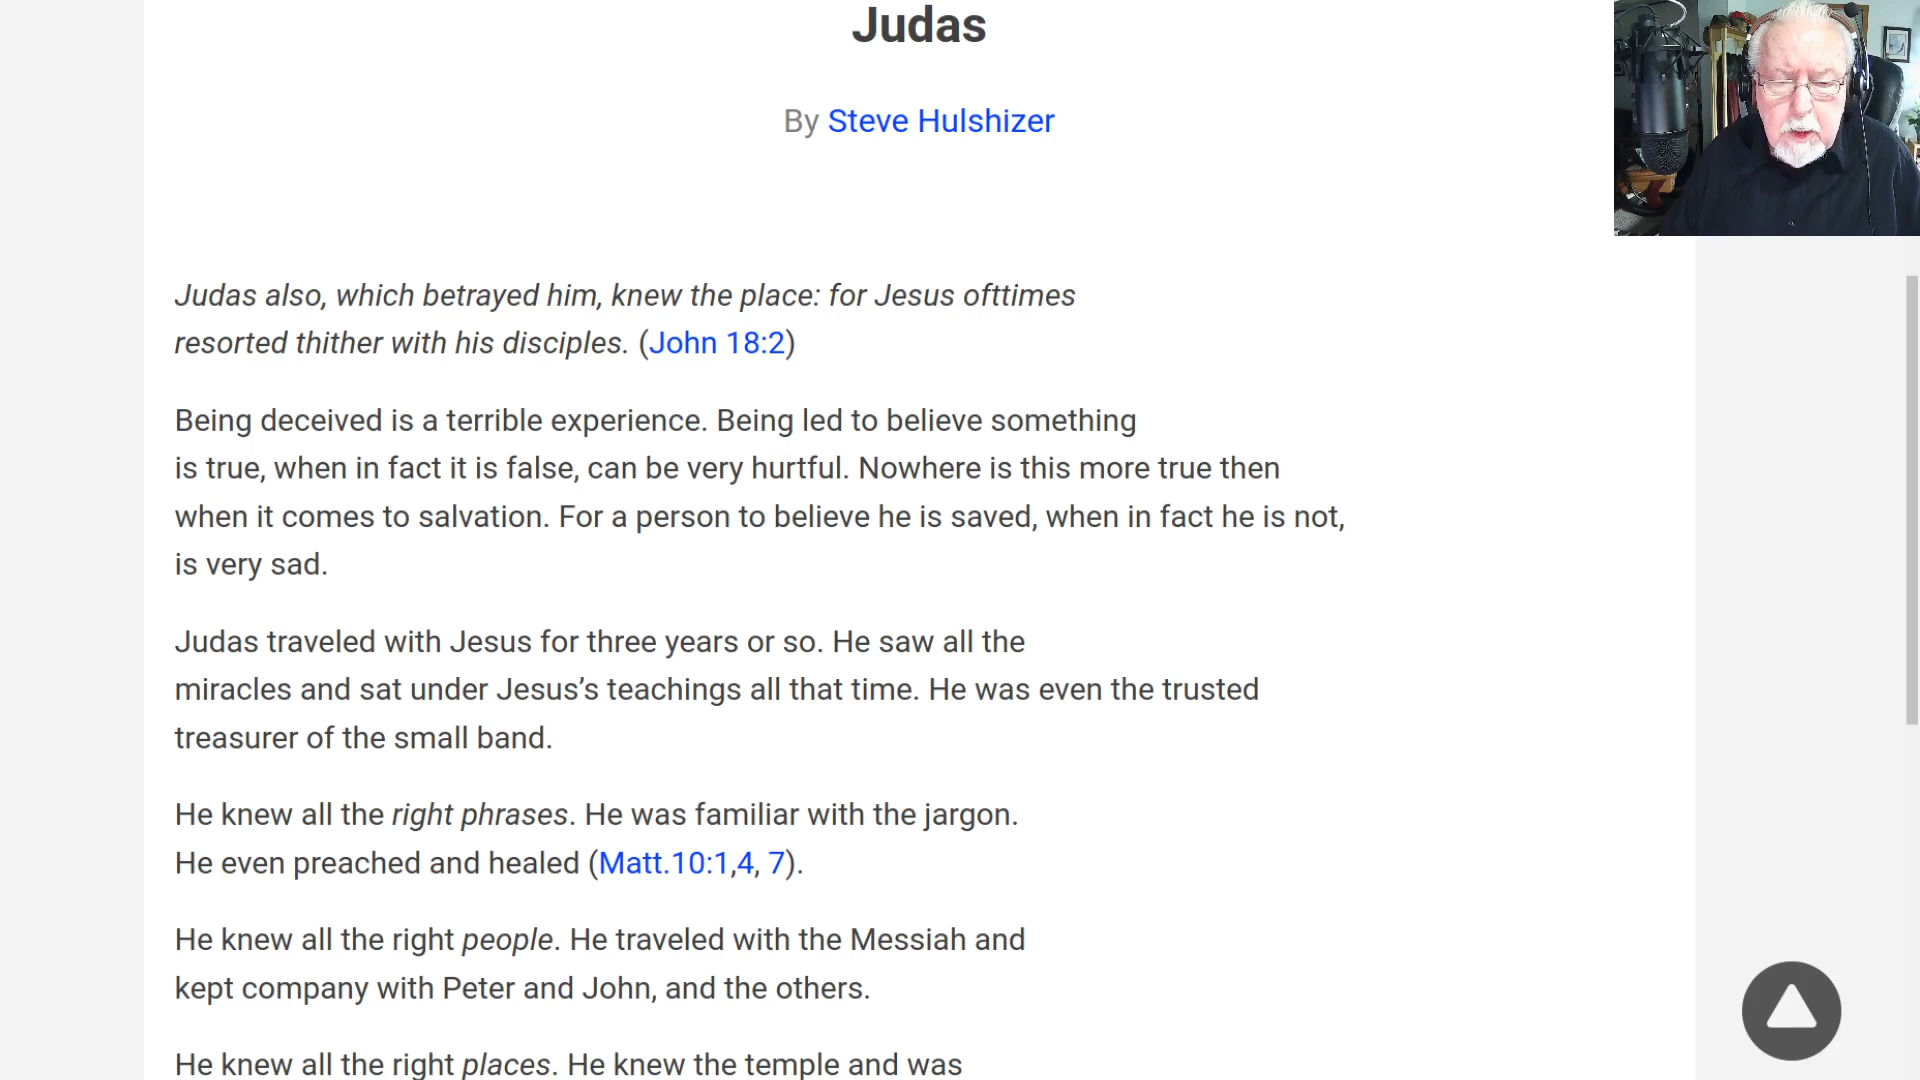 Judas
By Steve Hulshizer
Judas also, which betrayed him, knew the place: for Jesus ofttimes
resorted thither with his disciples. (John 18:2)
Being deceived is a terrible experience. Being led to believe something
is true, when in fact it is false, can be very hurtful. Nowhere is this more true then
when it comes to salvation. For a person to believe he is saved, when in fact he is not,
is very sad.
Judas traveled with Jesus for three years or so. He saw all the
miracles and sat under Jesus’s teachings all that time. He was even the trusted
treasurer of the small band.
He knew all the right phrases. He was familiar with the jargon.
He even preached and healed (Matt.10:1,4, 7).
He knew all the right people. He traveled with the Messiah and
kept company with Peter and John, and the others.
He knew all the right places. He knew the temple and was